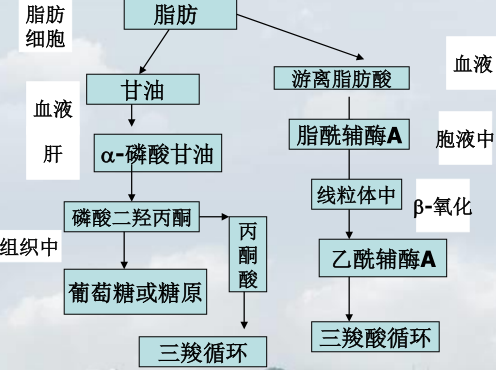 脂肪
细胞
脂肪
血液
甘油
游离脂肪酸
血液
肝
α-磷酸甘油
脂酰辅酶A
胞液中
磷酸二羟丙酮
丙
酮
酸
线粒体中
β-氧化
组织中
葡萄糖或糖原
乙酰辅酶A
三羧循环
三羧酸循环